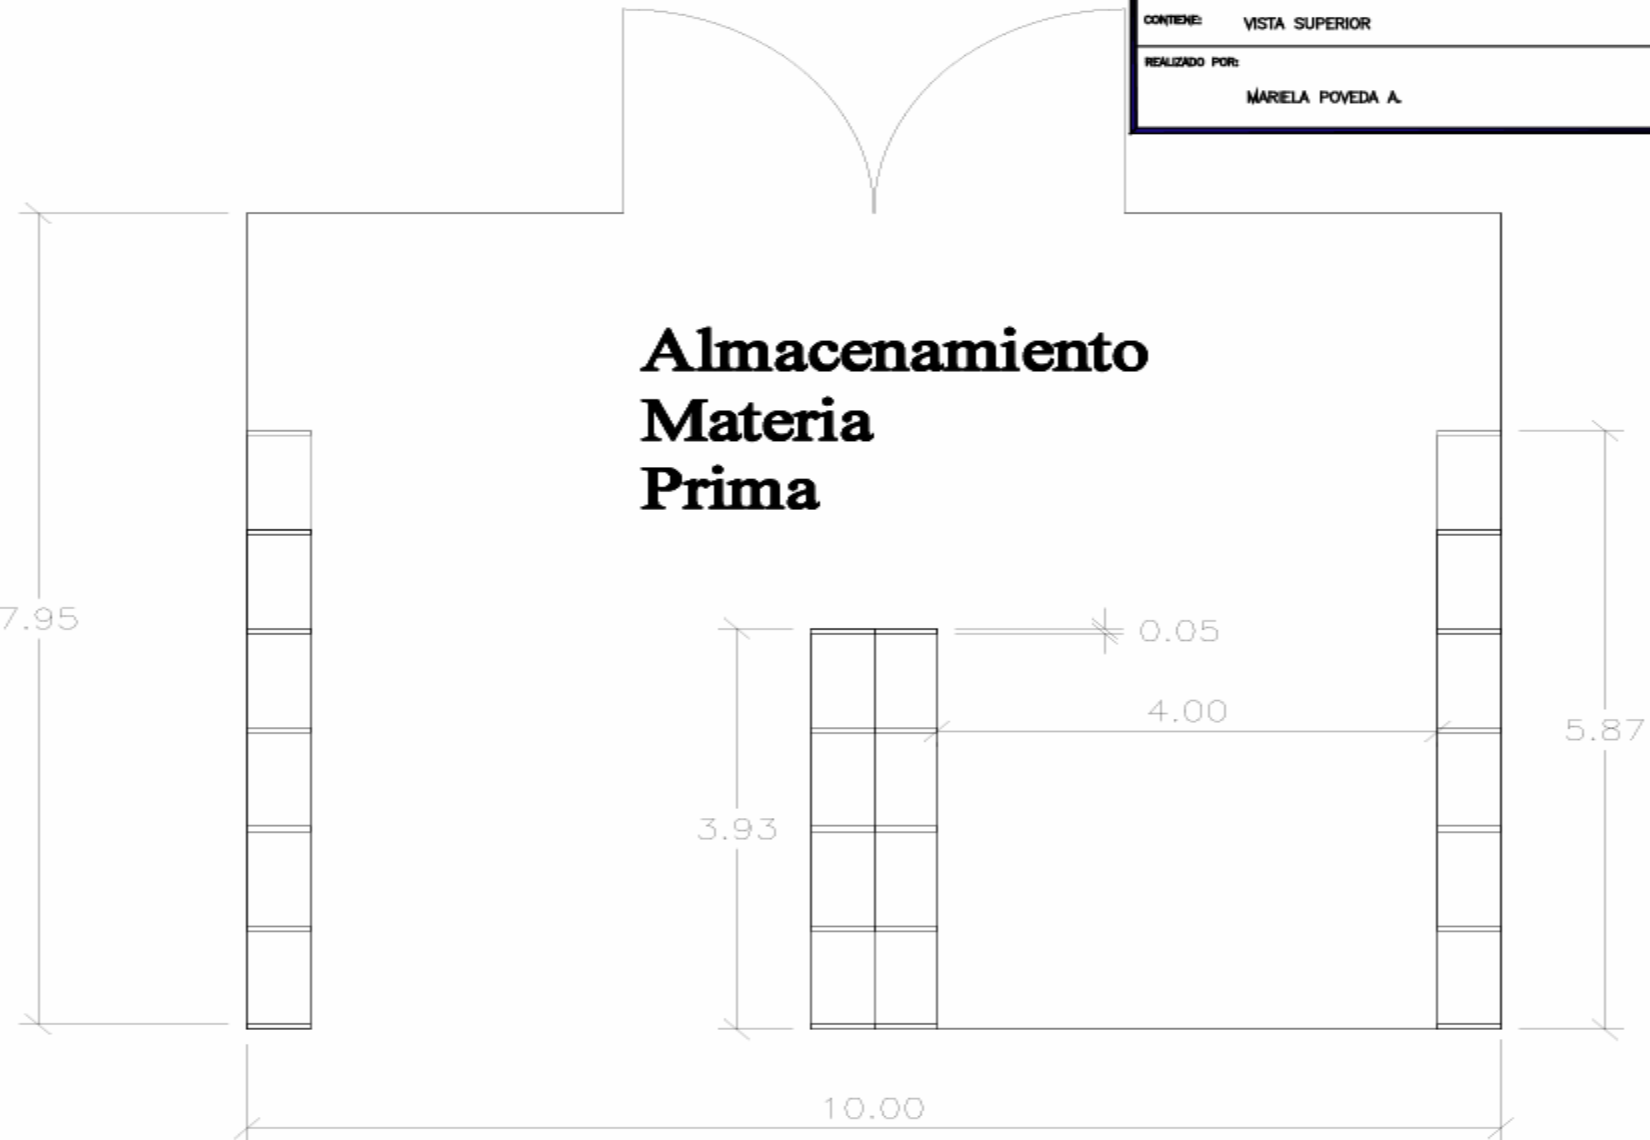 CONTIENE: VISTA SUPERIOR
REALIZADO POR:
MARIELA POVEDA A.
Almacenamiento
Materia
Prima
7.95
0.05
4.00
5.87
3.93
10.00